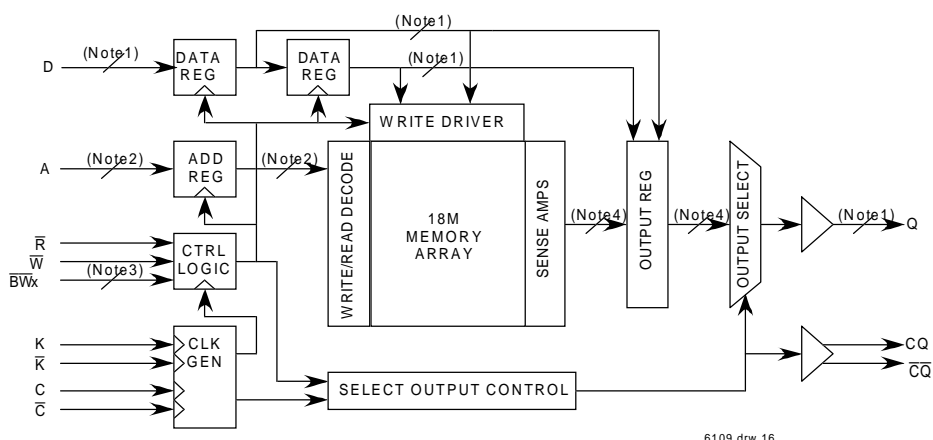 (Note1)
D (Note1) DATA REG DATA REG (Note1)
WRITE DRIVER
A (Note2) ADD REG (Note2) WRITE/READ DECODE 18M MEMORY ARRAY SENSE AMPS (Note4) OUTPUT REG (Note4) OUTPUT SELECT (Note1) Q
R̅
W̅
B̅W̅x̅ (Note3) CTRL LOGIC
K
K̅
C
C̅
CLK GEN
SELECT OUTPUT CONTROL
CQ
C̅Q̅
6109 drw 16